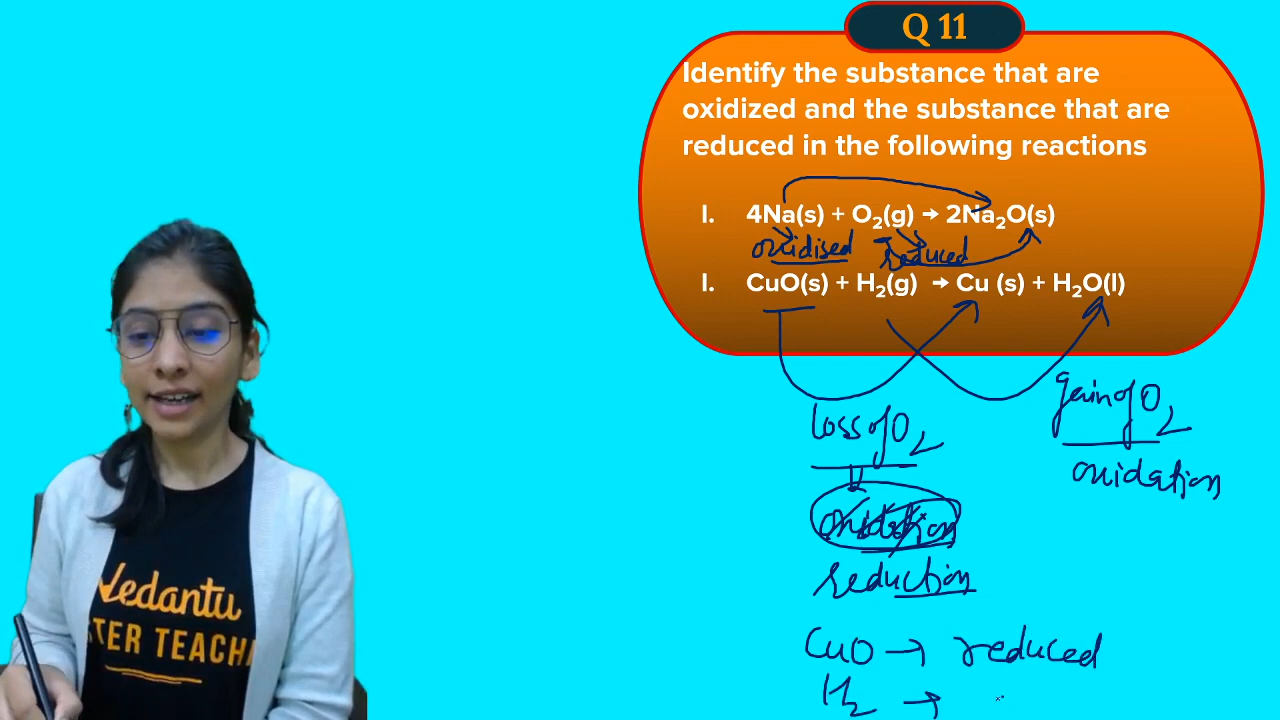 Q 11
Identify the substance that are
oxidized and the substance that are
reduced in the following reactions
I. 4Na(s) + O₂(g) → 2Na₂O(s)
oxidised reduced
I. CuO(s) + H₂(g) → Cu (s) + H₂O(l)
gain of O₂
loss of O₂
oxidation
oxidation
reduction
CuO → reduced
H₂ →
Vedantu
STER TEACH